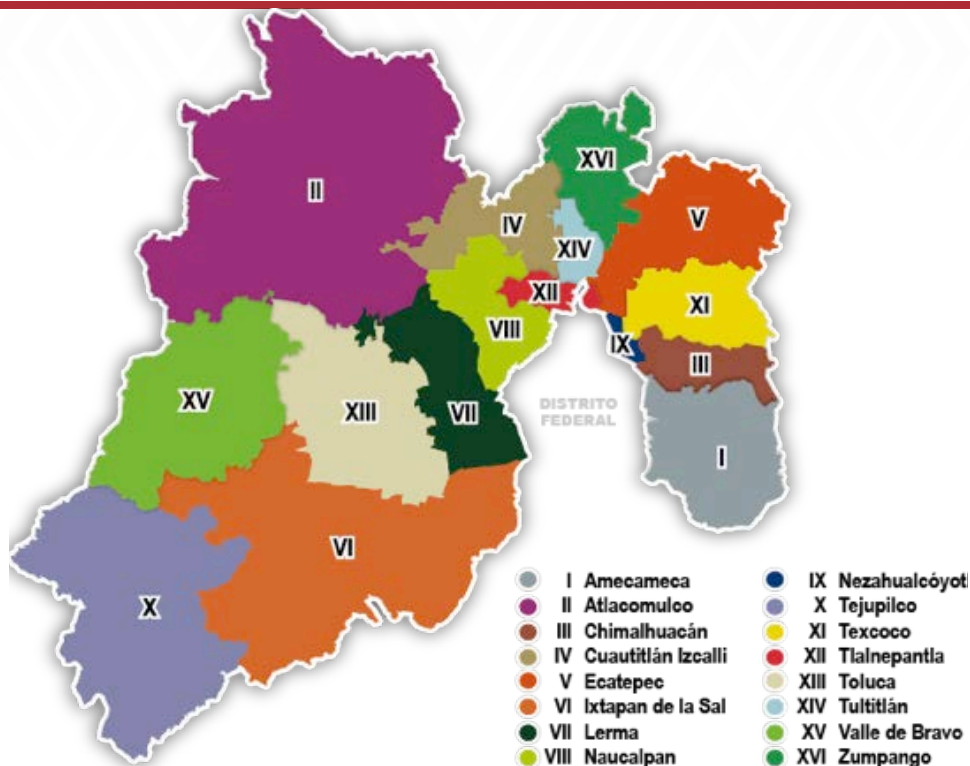 XVI
II
V
IV
XIV
XII
XI
VIII
IX
III
XV
XIII
VII
DISTRITO
FEDERAL
I
VI
X
I Amecameca
II Atlacomulco
III Chimalhuacán
IV Cuautitlán Izcalli
V Ecatepec
VI Ixtapan de la Sal
VII Lerma
VIII Naucalpan
IX Nezahualcóyotl
X Tejupilco
XI Texcoco
XII Tlalnepantla
XIII Toluca
XIV Tultitlán
XV Valle de Bravo
XVI Zumpango